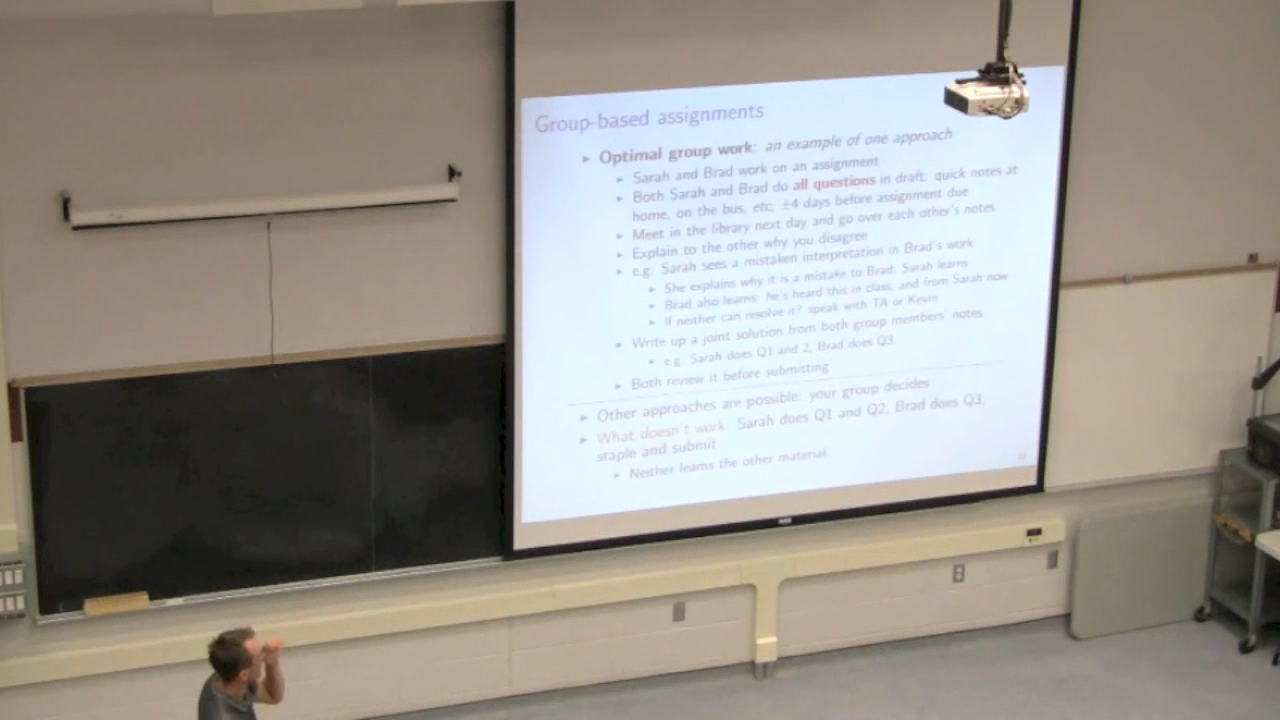 Group-based assignments
Optimal group work: an example of one approach
Sarah and Brad work on an assignment
Both Sarah and Brad do all questions in draft: quick notes at
home, on the bus, etc, ±4 days before assignment due
Meet in the library next day and go over each other's notes
Explain to the other why you disagree
e.g. Sarah sees a mistaken interpretation in Brad's work
She explains why it is a mistake to Brad: Sarah learns
Brad also learns: he's heard this in class, and from Sarah now
If neither can resolve it? speak with TA or Kevin
Write up a joint solution from both group members' notes
e.g. Sarah does Q1 and 2, Brad does Q3
Both review it before submitting
Other approaches are possible: your group decides
What doesn't work: Sarah does Q1 and Q2, Brad does Q3,
staple and submit
Neither learns the other material